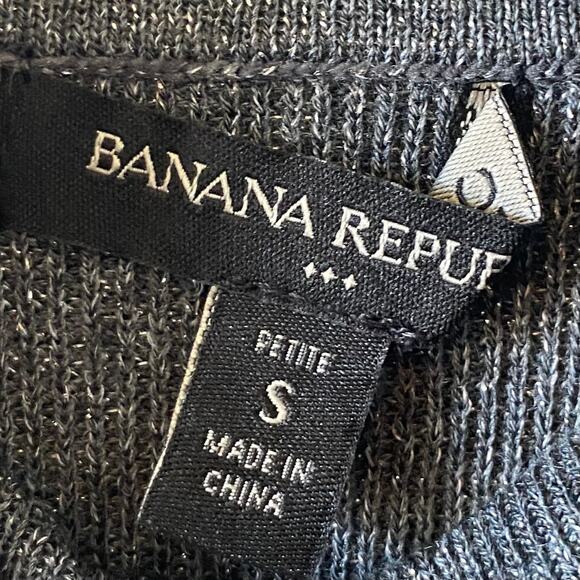 BANANA REPUB
PETITE
S
MADE IN
CHINA